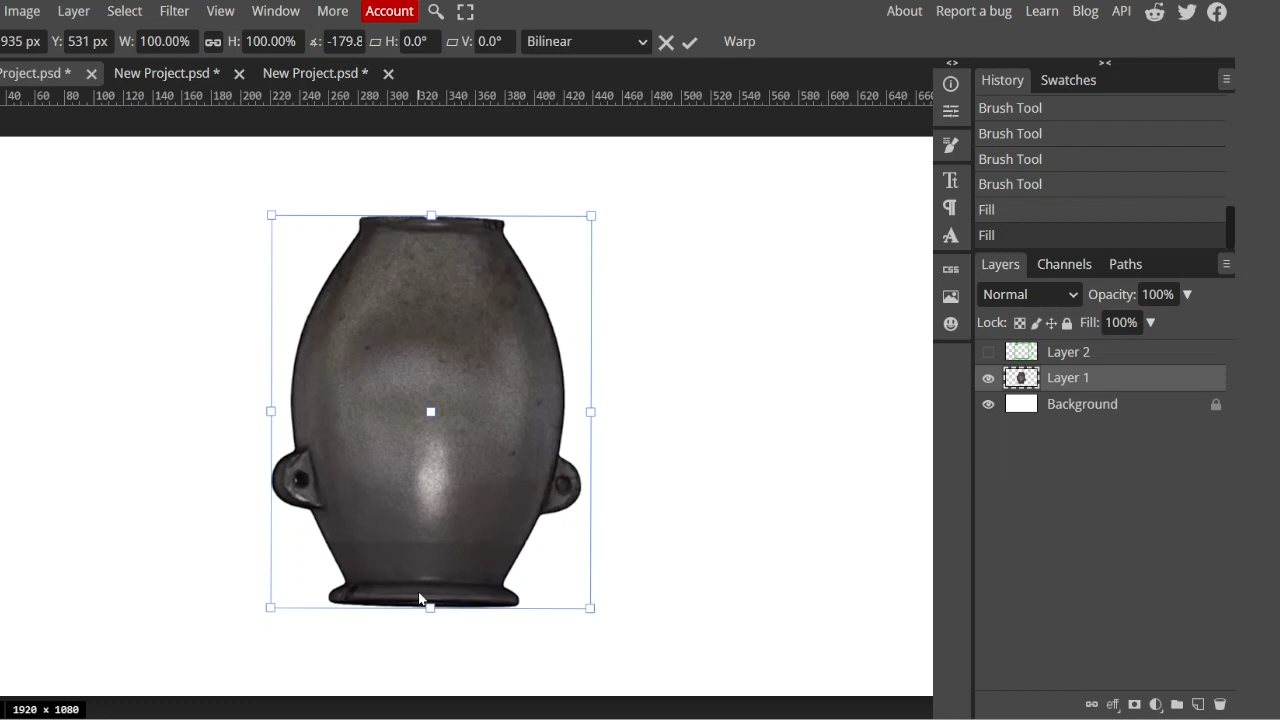 Image Layer Select Filter View Window More Account About Report a bug Learn Blog API
935 px Y: 531 px W: 100.00% H: 100.00% ∡: -179.8 H: 0.0° V: 0.0° Bilinear Warp
Project.psd * New Project.psd * New Project.psd *
40 60 80 100 120 140 160 180 200 220 240 260 280 300 320 340 360 380 400 420 440 460 480 500 520 540 560 580 600 620 640 66
<> ><
History Swatches
Brush Tool
Brush Tool
Brush Tool
Brush Tool
Fill
Fill
CSS
Layers Channels Paths
Normal Opacity: 100%
Lock: Fill: 100%
Layer 2
Layer 1
Background
eff
1920 x 1080